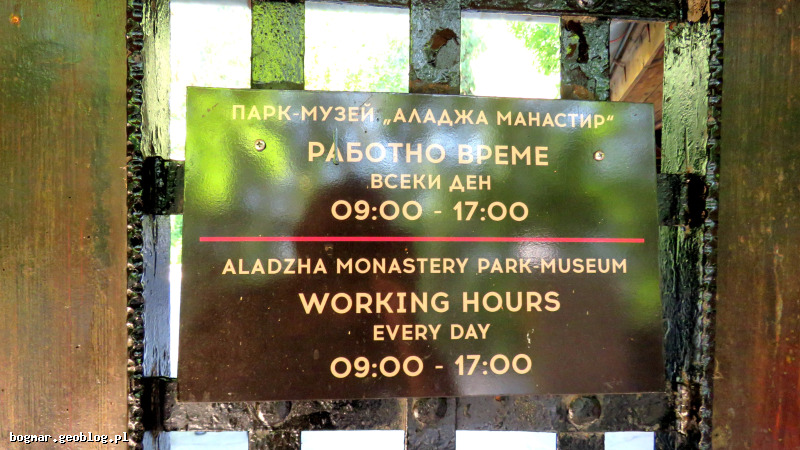 ПАРК-МУЗЕЙ „АЛАДЖА МАНАСТИР“
РАБОТНО ВРЕМЕ
ВСЕКИ ДЕН
09:00 - 17:00
ALADZHA MONASTERY PARK-MUSEUM
WORKING HOURS
EVERY DAY
09:00 - 17:00
bogmar.geoblog.pl